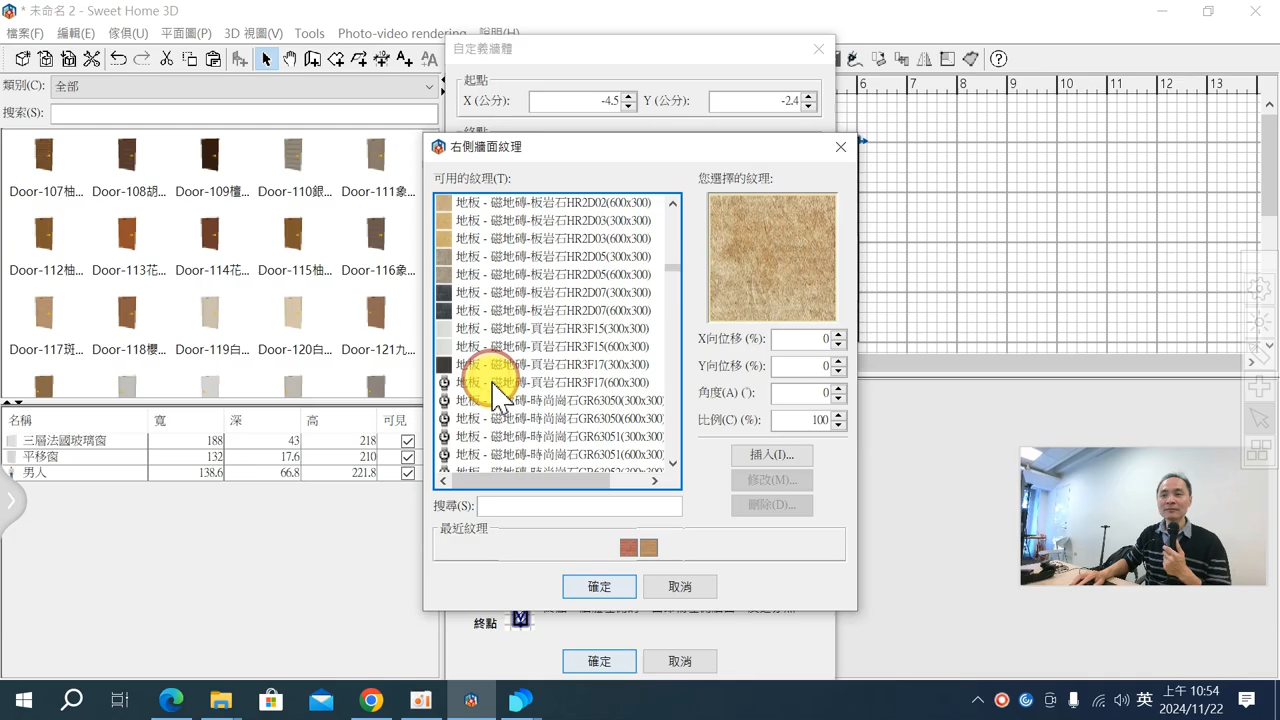 * 未命名 2 - Sweet Home 3D
檔案(F) 編輯(E) 傢俱(U) 平面圖(P) 3D 視圖(V) Tools Photo-video rendering 說明(H)
類別(C): 全部
搜索(S):
Door-107柚... Door-108胡... Door-109檀... Door-110銀... Door-111象...
Door-112柚... Door-113花... Door-114花... Door-115柚... Door-116象...
Door-117斑... Door-118櫻... Door-119白... Door-120白... Door-121九...
名稱 寬 深 高 可見
三層法國玻璃窗 188 43 218
平移窗 132 17.6 210
男人 138.6 66.8 221.8
自定義牆體
起點
X (公分): -4.5 Y (公分): -2.4
終點
右側牆面紋理
可用的紋理(T):
地板 - 磁地磚-板岩石HR2D02(600x300)
地板 - 磁地磚-板岩石HR2D03(300x300)
地板 - 磁地磚-板岩石HR2D03(600x300)
地板 - 磁地磚-板岩石HR2D05(300x300)
地板 - 磁地磚-板岩石HR2D05(600x300)
地板 - 磁地磚-板岩石HR2D07(300x300)
地板 - 磁地磚-板岩石HR2D07(600x300)
地板 - 磁地磚-頁岩石HR3F15(300x300)
地板 - 磁地磚-頁岩石HR3F15(600x300)
地板 - 磁地磚-頁岩石HR3F17(300x300)
地板 - 磁地磚-頁岩石HR3F17(600x300)
地板 - 磁地磚-時尚崗石GR63050(300x300)
地板 - 磁地磚-時尚崗石GR63050(600x300)
地板 - 磁地磚-時尚崗石GR63051(300x300)
地板 - 磁地磚-時尚崗石GR63051(600x300)
地板 - 磁地磚-時尚崗石GR63052(300x300)
搜尋(S):
您選擇的紋理:
X向位移 (%): 0
Y向位移 (%): 0
角度(A) (°): 0
比例(C) (%): 100
插入(I)...
修改(M)...
刪除(D)...
最近紋理
確定 取消
終點
確定 取消
6 7 8 9 10 11 12 13
英 上午 10:54
2024/11/22